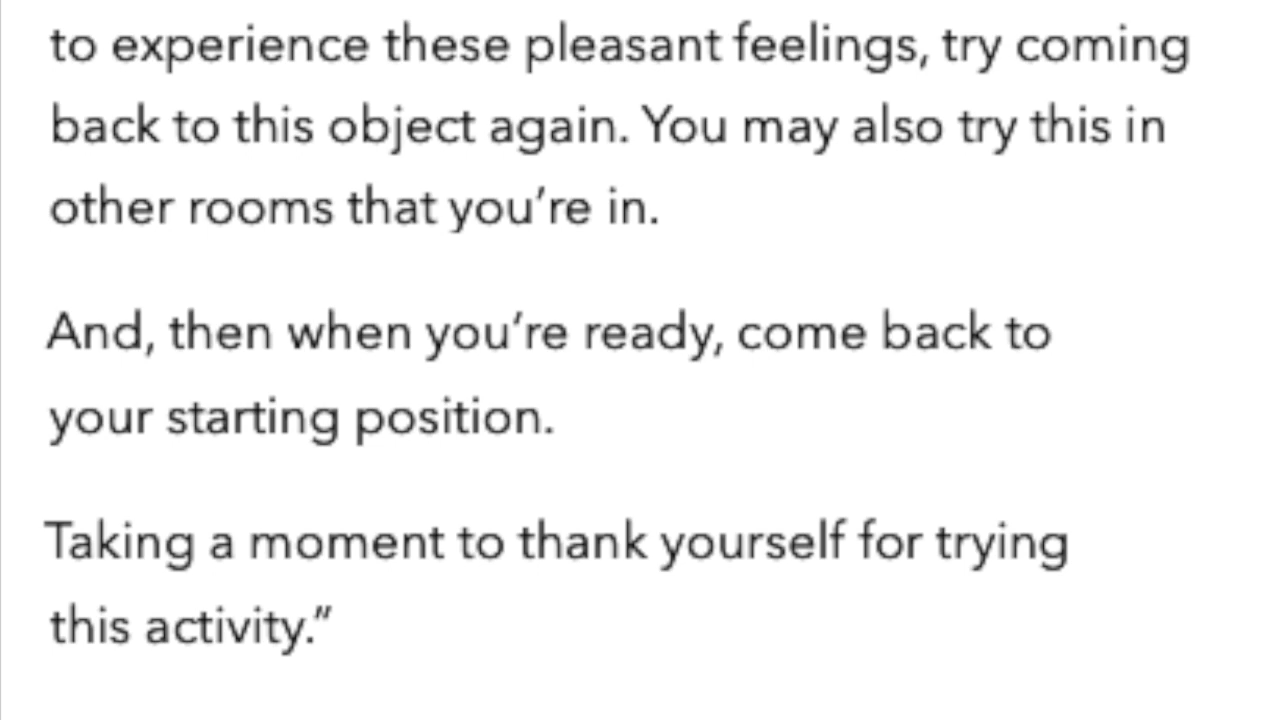 to experience these pleasant feelings, try coming
back to this object again. You may also try this in
other rooms that you’re in.
And, then when you’re ready, come back to
your starting position.
Taking a moment to thank yourself for trying
this activity.”